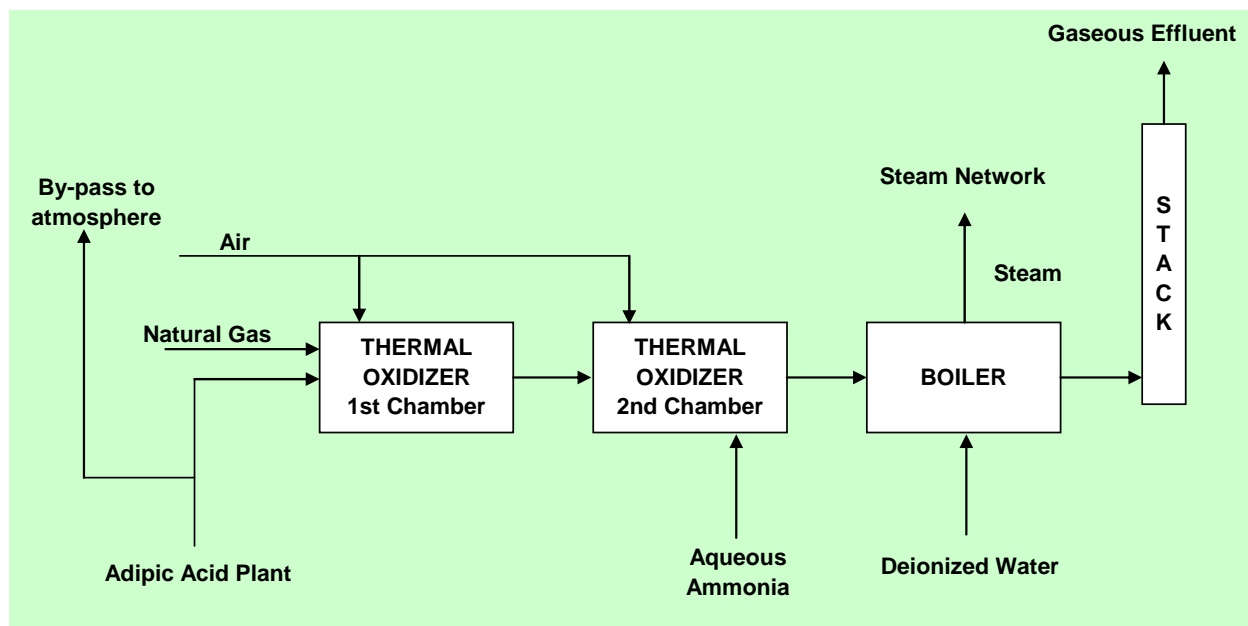 Gaseous Effluent
By-pass to
atmosphere
Steam Network
S
T
A
C
K
Air
Steam
Natural Gas
THERMAL
OXIDIZER
1st Chamber
THERMAL
OXIDIZER
2nd Chamber
BOILER
Adipic Acid Plant
Aqueous
Ammonia
Deionized Water